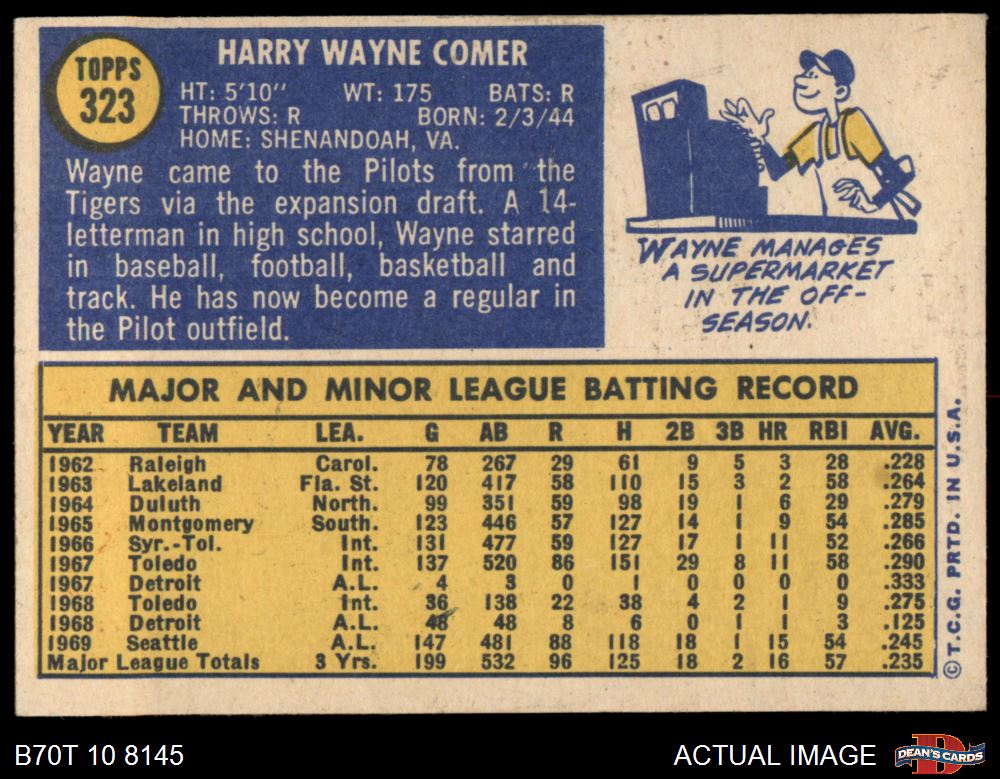 TOPPS
323
HARRY WAYNE COMER
HT: 5'10" WT: 175 BATS: R
THROWS: R BORN: 2/3/44
HOME: SHENANDOAH, VA.
Wayne came to the Pilots from the
Tigers via the expansion draft. A 14-
letterman in high school, Wayne starred
in baseball, football, basketball and
track. He has now become a regular in
the Pilot outfield.
WAYNE MANAGES
A SUPERMARKET
IN THE OFF-
SEASON.
MAJOR AND MINOR LEAGUE BATTING RECORD
YEAR TEAM LEA. G AB R H 2B 3B HR RBI AVG.
1962 Raleigh Carol. 78 267 29 61 9 5 3 28 .228
1963 Lakeland Fla. St. 120 417 58 110 15 3 2 58 .264
1964 Duluth North. 99 351 59 98 19 1 6 29 .279
1965 Montgomery South. 123 446 57 127 14 1 9 54 .285
1966 Syr.-Tol. Int. 131 477 59 127 17 1 11 52 .266
1967 Toledo Int. 137 520 86 151 29 8 11 58 .290
1967 Detroit A.L. 4 3 0 1 0 0 0 0 .333
1968 Toledo Int. 36 138 22 38 4 2 1 9 .275
1968 Detroit A.L. 48 48 8 6 0 1 1 3 .125
1969 Seattle A.L. 147 481 88 118 18 1 15 54 .245
Major League Totals 3 Yrs. 199 532 96 125 18 2 16 57 .235
©T.C.G. PRTD. IN U.S.A.
B70T 10 8145
ACTUAL IMAGE
D
DEAN'S CARDS